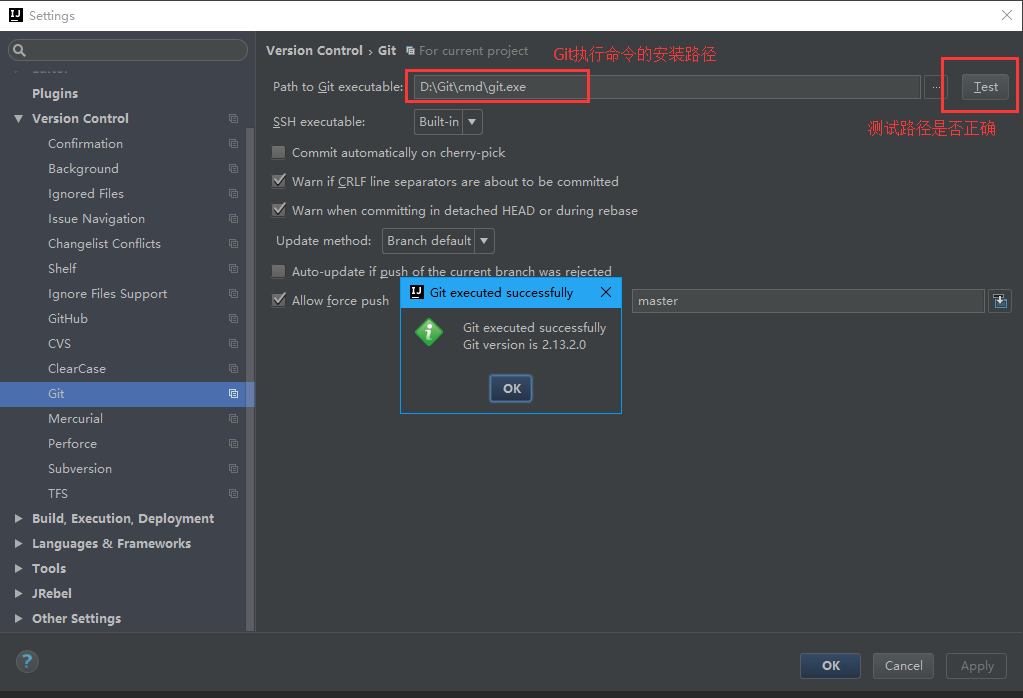 Settings
Version Control › Git
For current project
Git执行命令的安装路径
Path to Git executable:
D:\Git\cmd\git.exe
...
Test
测试路径是否正确
SSH executable:
Built-in
Commit automatically on cherry-pick
Warn if CRLF line separators are about to be committed
Warn when committing in detached HEAD or during rebase
Update method:
Branch default
Auto-update if push of the current branch was rejected
Allow force push
master
IJ Git executed successfully
Git executed successfully
Git version is 2.13.2.0
OK
Plugins
Version Control
Confirmation
Background
Ignored Files
Issue Navigation
Changelist Conflicts
Shelf
Ignore Files Support
GitHub
CVS
ClearCase
Git
Mercurial
Perforce
Subversion
TFS
Build, Execution, Deployment
Languages & Frameworks
Tools
JRebel
Other Settings
?
OK
Cancel
Apply